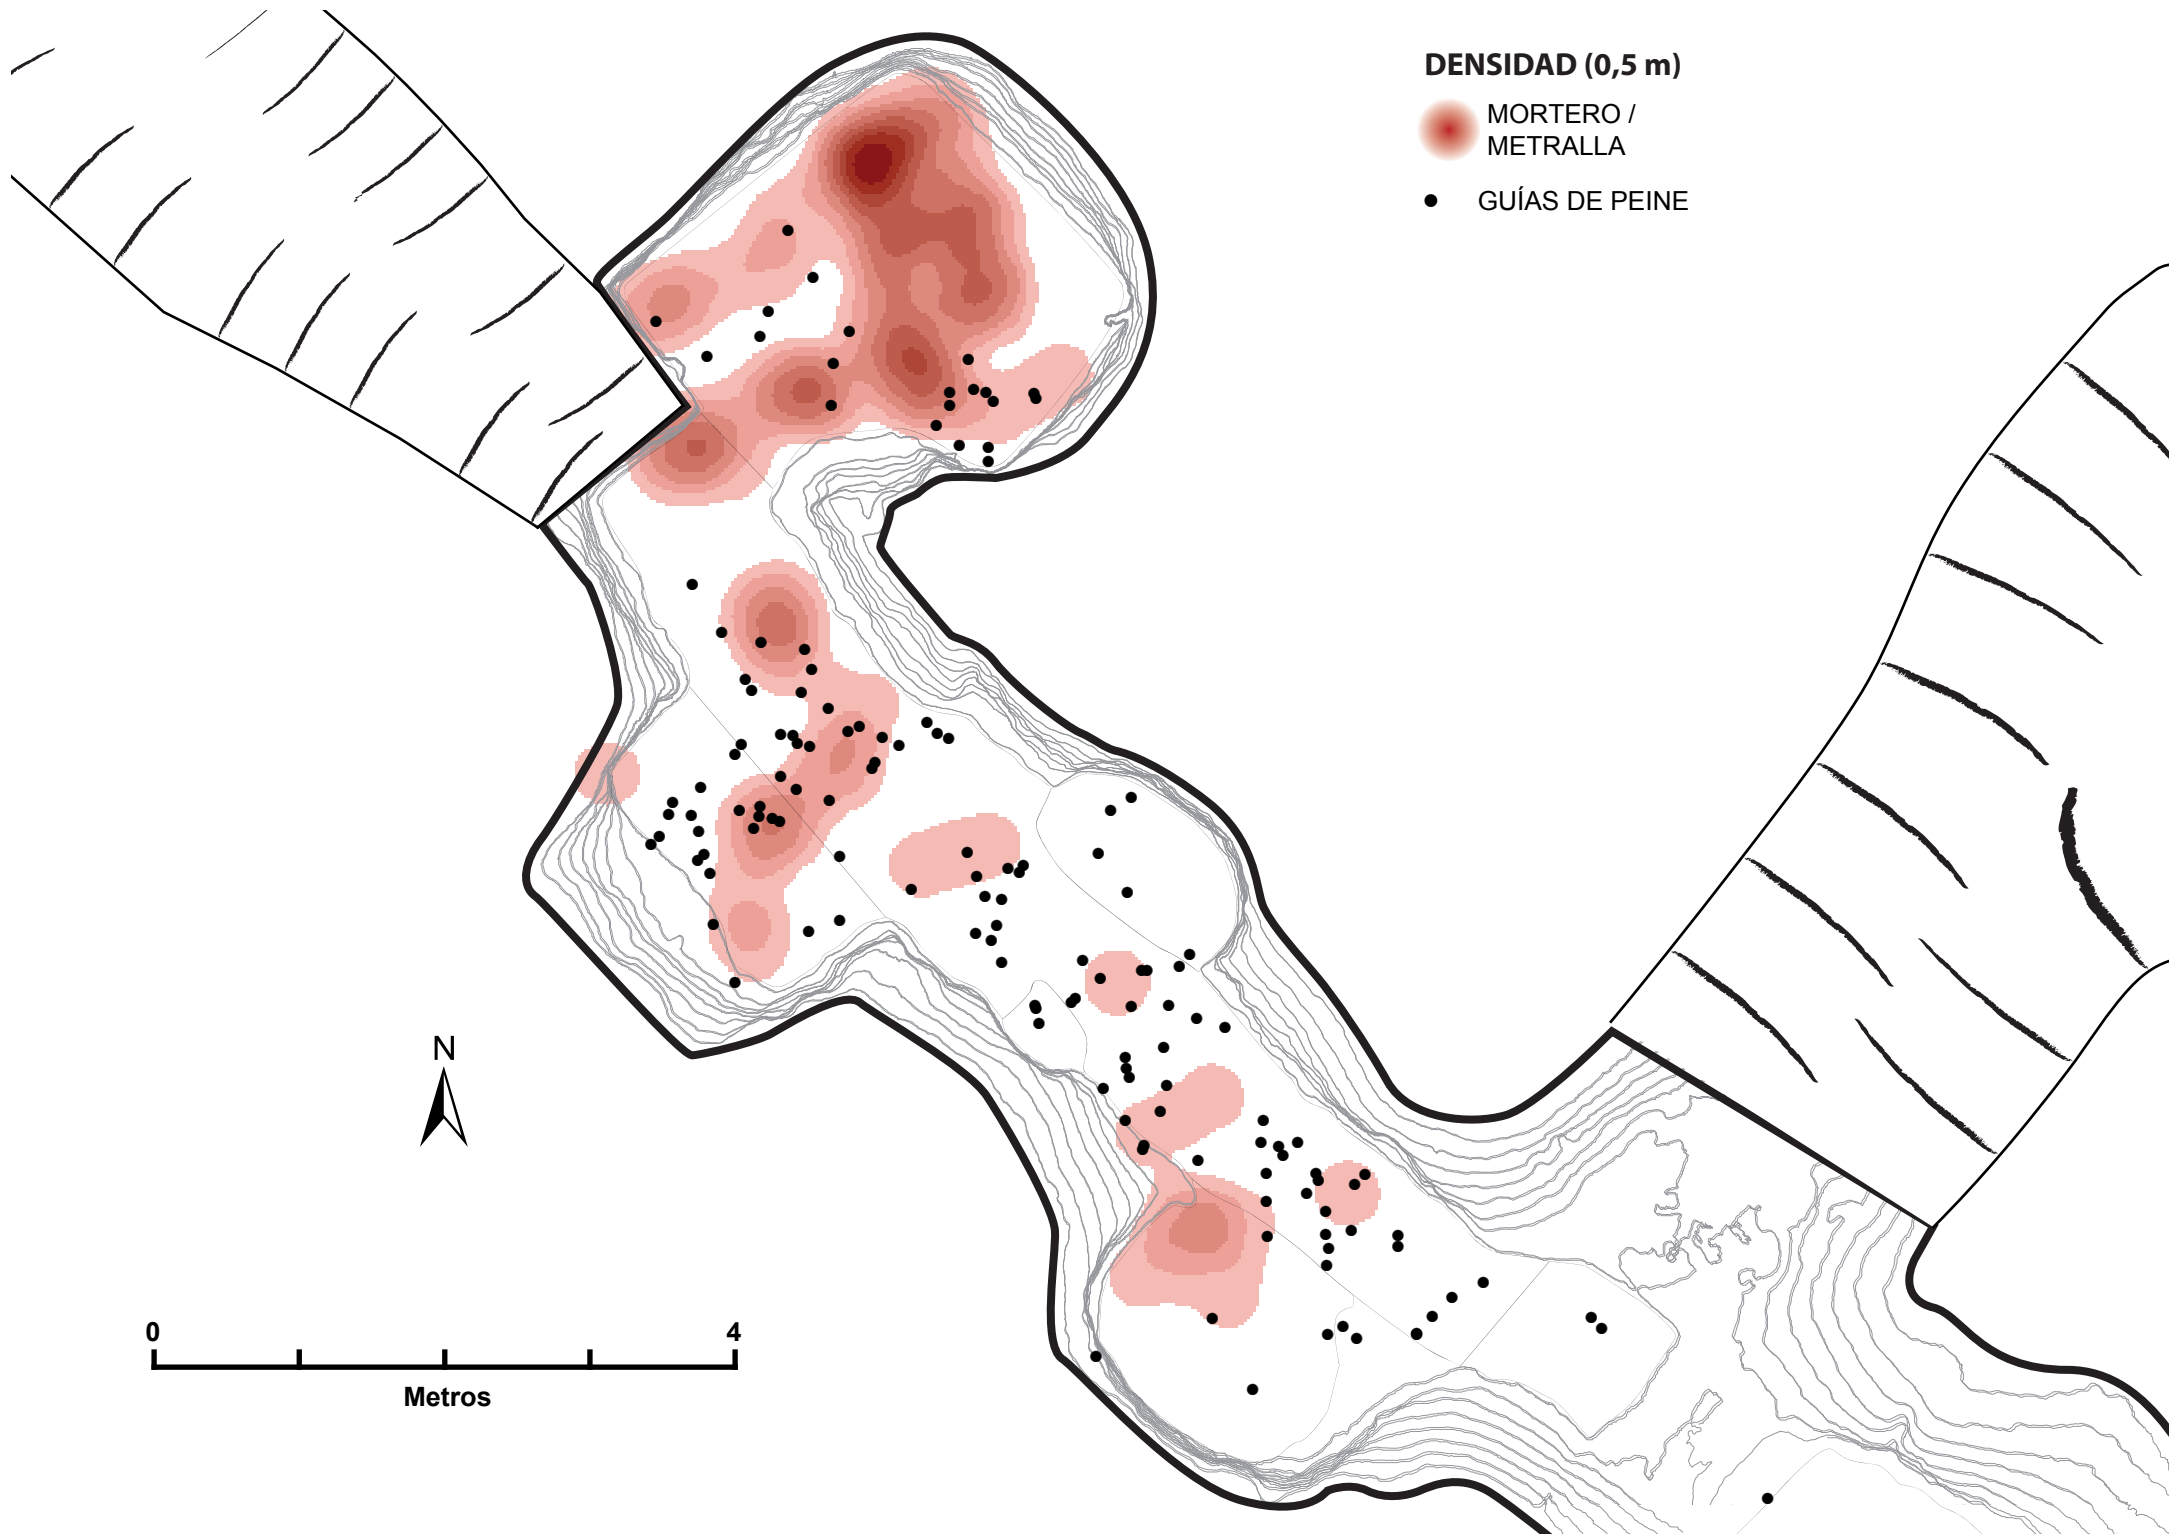 DENSIDAD (0,5 m)
MORTERO /
METRALLA
GUÍAS DE PEINE
N
0 4
Metros